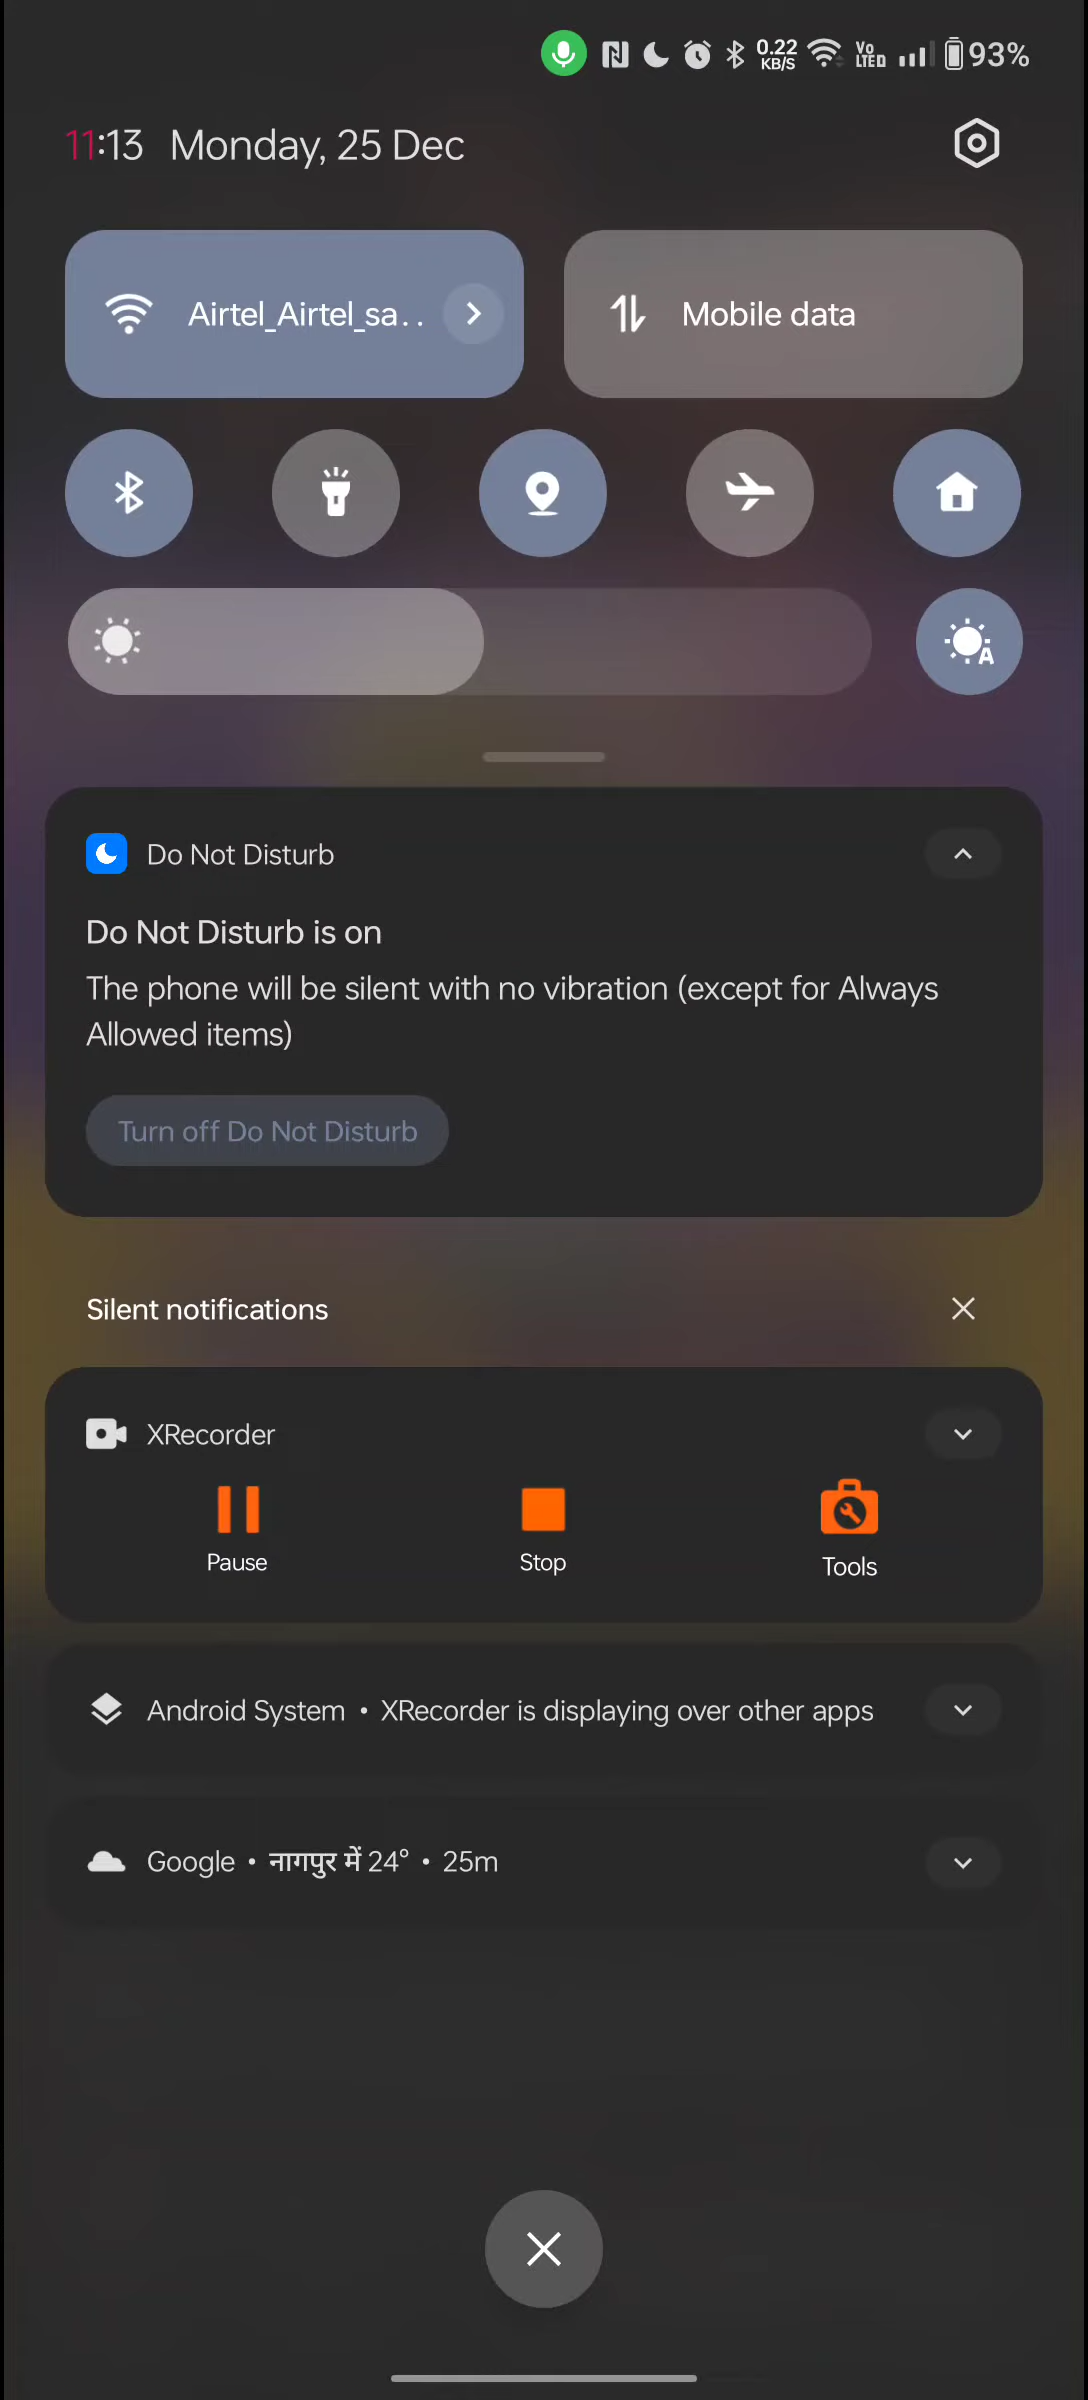 0.22 KB/S Vo LTED 93%
11:13 Monday, 25 Dec
Airtel_Airtel_sa..
Mobile data
A
Do Not Disturb
Do Not Disturb is on
The phone will be silent with no vibration (except for Always
Allowed items)
Turn off Do Not Disturb
Silent notifications
XRecorder
Pause Stop Tools
Android System • XRecorder is displaying over other apps
Google • नागपुर में 24° • 25m